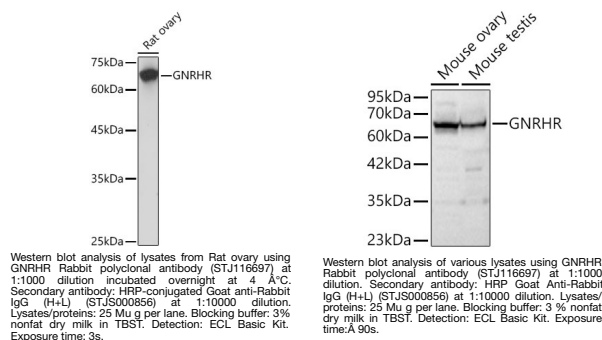 Rat ovary
75kDa
GNRHR
60kDa
45kDa
35kDa
25kDa
Western blot analysis of lysates from Rat ovary using
GNRHR Rabbit polyclonal antibody (STJ116697) at
1:1000 dilution incubated overnight at 4 Â°C.
Secondary antibody: HRP-conjugated Goat anti-Rabbit
IgG (H+L) (STJS000856) at 1:10000 dilution.
Lysates/proteins: 25 Mu g per lane. Blocking buffer: 3%
nonfat dry milk in TBST. Detection: ECL Basic Kit.
Exposure time: 3s.
Mouse ovary
Mouse testis
95kDa
70kDa
GNRHR
60kDa
42kDa
35kDa
23kDa
Western blot analysis of various lysates using GNRHR
Rabbit polyclonal antibody (STJ116697) at 1:1000
dilution. Secondary antibody: HRP Goat Anti-Rabbit
IgG (H+L) (STJS000856) at 1:10000 dilution. Lysates/
proteins: 25 Mu g per lane. Blocking buffer: 3 % nonfat
dry milk in TBST. Detection: ECL Basic Kit. Exposure
time:Â 90s.